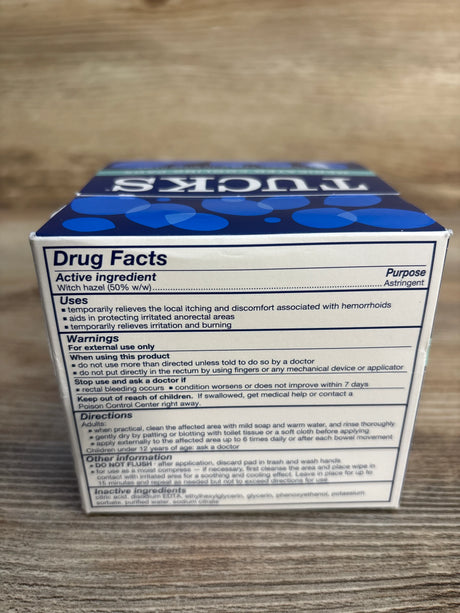 TUCKS
Drug Facts
Active ingredient Purpose
Witch hazel (50% w/w) Astringent
Uses
▪ temporarily relieves the local itching and discomfort associated with hemorrhoids
▪ aids in protecting irritated anorectal areas
▪ temporarily relieves irritation and burning
Warnings
For external use only
When using this product
▪ do not use more than directed unless told to do so by a doctor
▪ do not put directly in the rectum by using fingers or any mechanical device or applicator
Stop use and ask a doctor if
▪ rectal bleeding occurs ▪ condition worsens or does not improve within 7 days
Keep out of reach of children. If swallowed, get medical help or contact a
Poison Control Center right away.
Directions
Adults:
▪ when practical, clean the affected area with mild soap and warm water, and rinse thoroughly
▪ gently dry by patting or blotting with toilet tissue or a soft cloth before applying
▪ apply externally to the affected area up to 6 times daily or after each bowel movement
Children under 12 years of age: ask a doctor
Other information
▪ DO NOT FLUSH - after application, discard pad in trash and wash hands
▪ for use as a moist compress — if necessary, first cleanse the area and place wipe in
contact with irritated area for a soothing and cooling effect. Leave in place for up to
15 minutes and repeat as needed but not to exceed directions for use.
Inactive ingredients
citric acid, disodium EDTA, ethylhexylglycerin, glycerin, phenoxyethanol, potassium
sorbate, purified water, sodium citrate